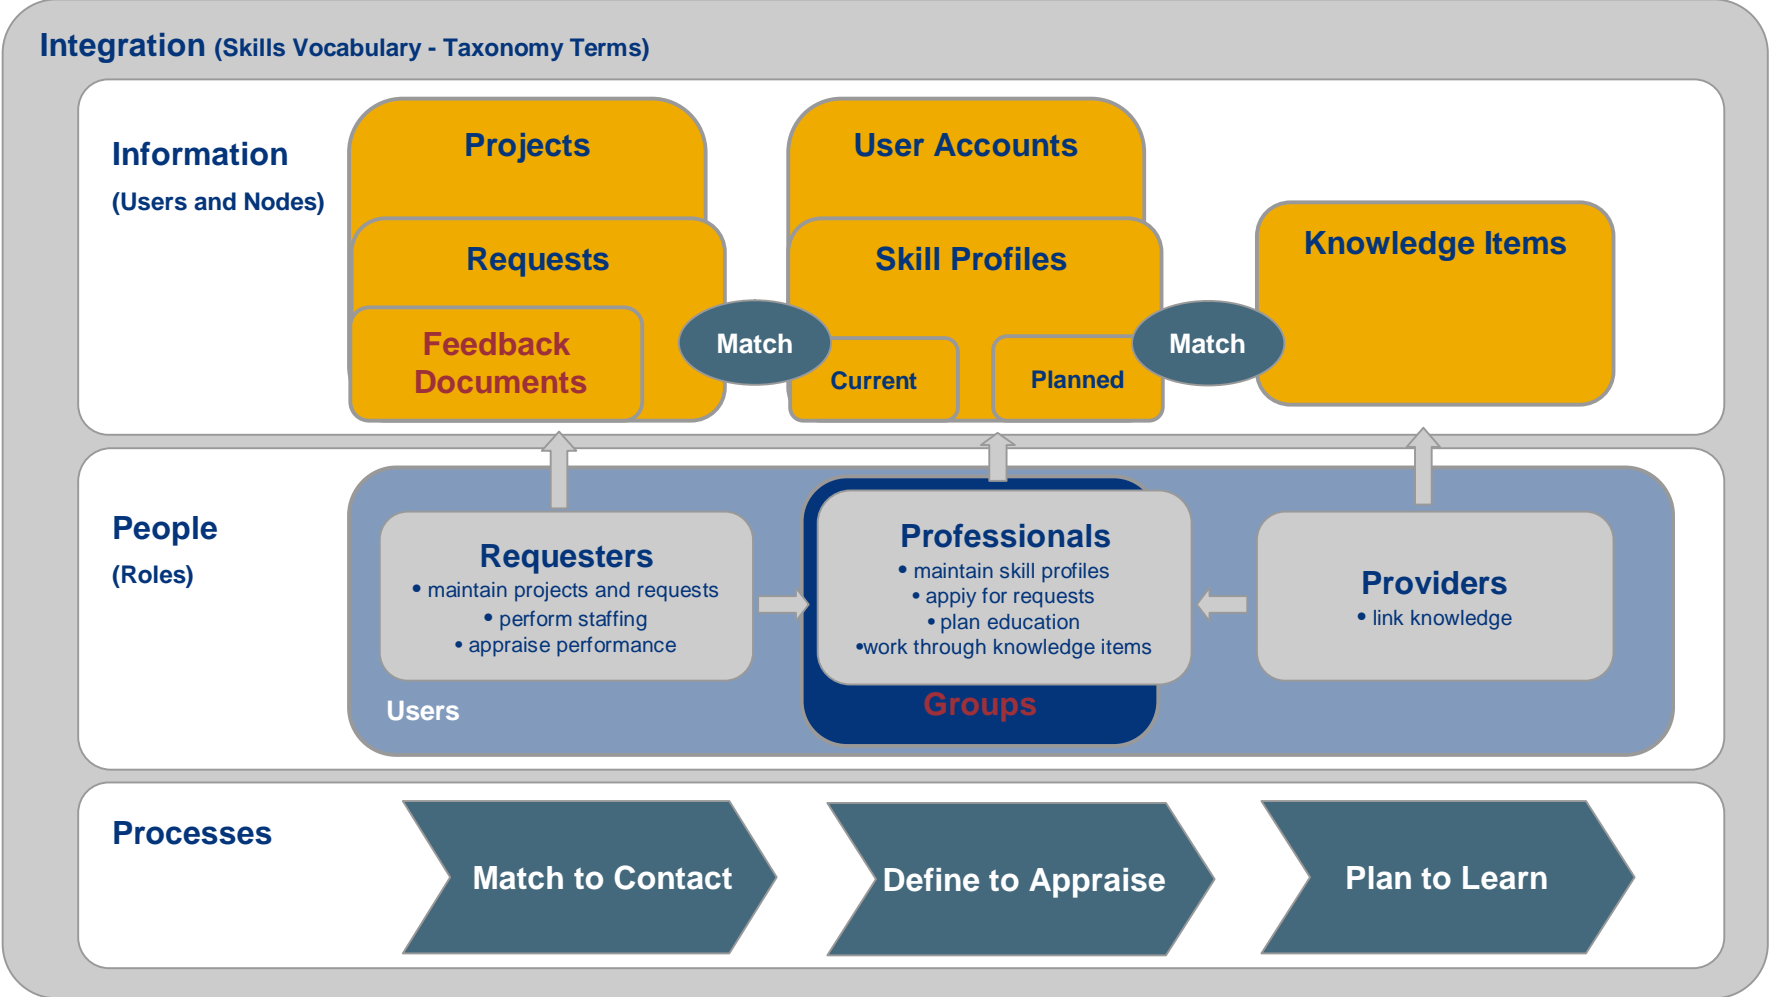 Integration (Skills Vocabulary - Taxonomy Terms)
Information
(Users and Nodes)
Projects
Requests
Feedback
Documents
Match
User Accounts
Skill Profiles
Current
Planned
Match
Knowledge Items
People
(Roles)
Requesters
• maintain projects and requests
• perform staffing
• appraise performance
Users
Professionals
• maintain skill profiles
• appiy for requests
• plan education
•work through knowledge items
Groups
Providers
• link knowledge
Processes
Match to Contact
Define to Appraise
Plan to Learn